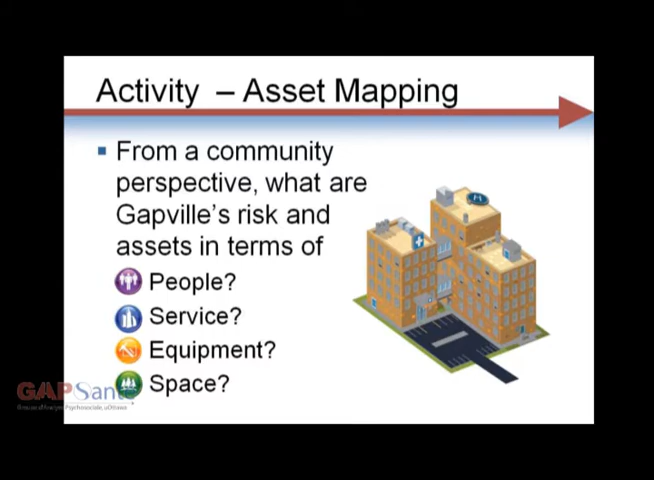 Activity – Asset Mapping
From a community
perspective, what are
Gapville's risk and
assets in terms of
People?
Service?
Equipment?
Space?
GAPSanté
H